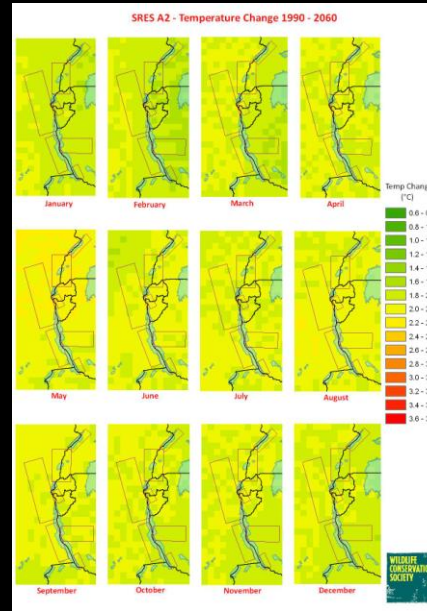 SRES A2 - Temperature Change 1990 - 2060
January
February
March
April
Temp Chang
(°C)
0.6 - 
0.8 - 
1.0 - 
1.2 - 
1.4 - 
1.6 - 
1.8 - 
2.0 - 
2.2 - 
2.4 - 
2.6 - 
2.8 - 
3.0 - 
3.2 - 
3.4 - 
3.6 - 
May
June
July
August
September
October
November
December
WILDLIFE
CONSERVATION
SOCIETY